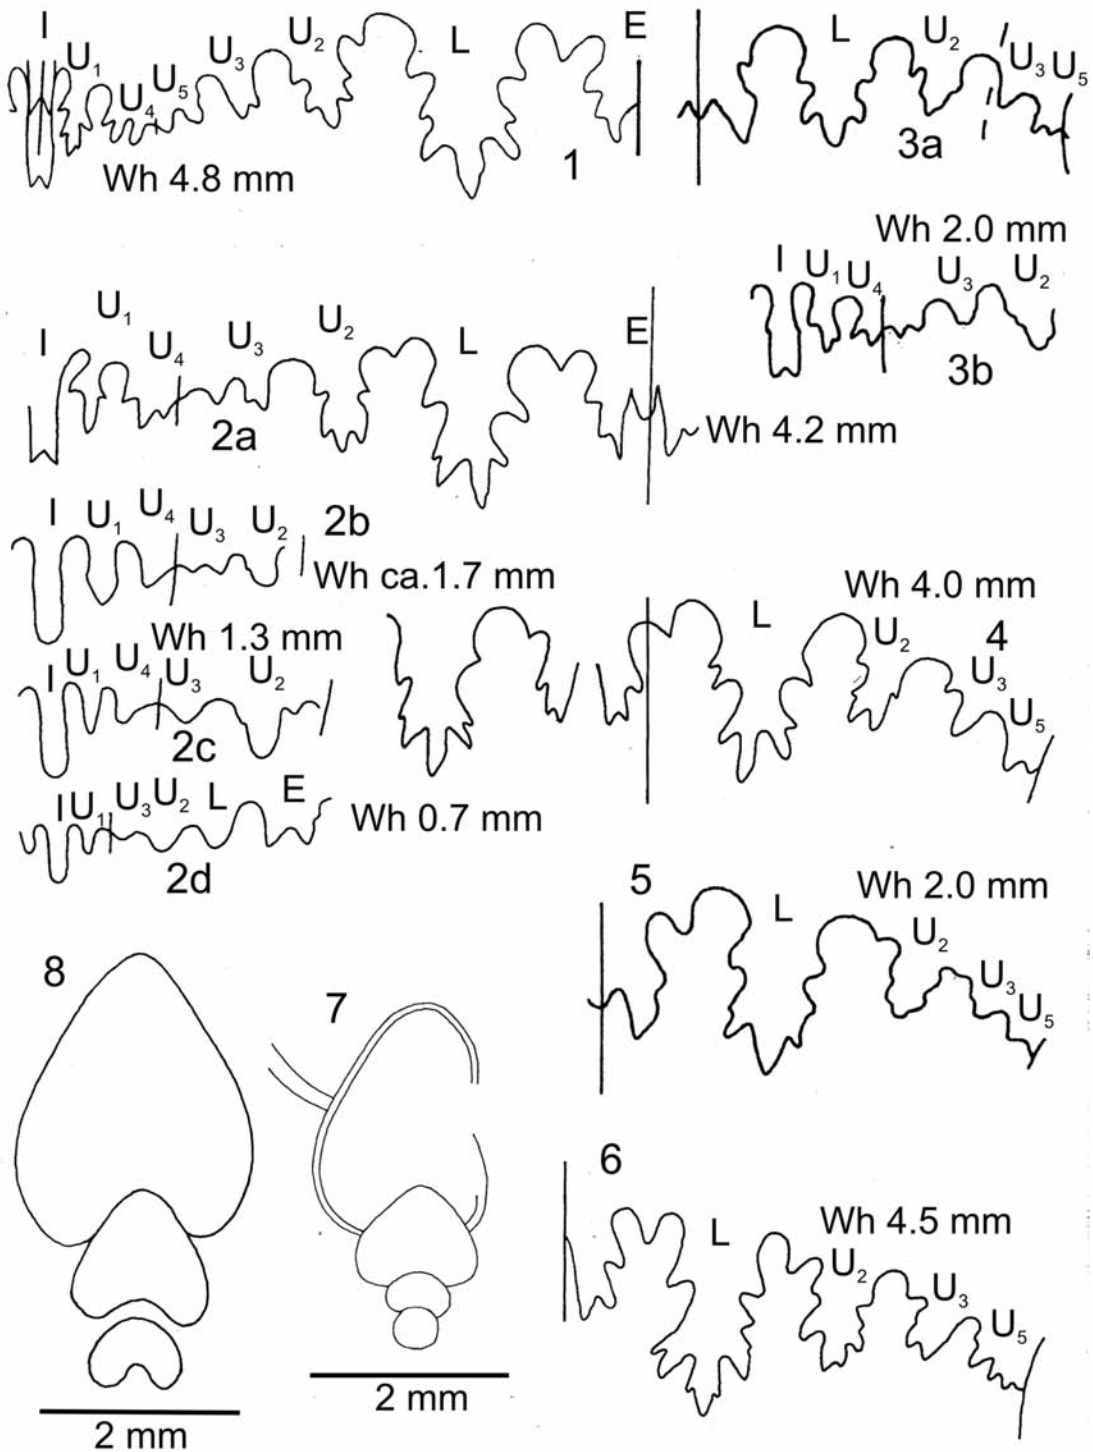 I U1 U4 U5 U3 U2 L E
Wh 4.8 mm
1
L U2 U3 U5
3a
Wh 2.0 mm
I U1 U4 U3 U2
3b
I U1 U4 U3 U2 L E
2a
Wh 4.2 mm
I U1 U4 U3 U2
2b
Wh ca.1.7 mm
Wh 1.3 mm
I U1 U4 U3 U2
2c
I U1 U3 U2 L E
Wh 0.7 mm
2d
Wh 4.0 mm
L U2 U3 U5
4
5
Wh 2.0 mm
L U2 U3 U5
8
7
6
Wh 4.5 mm
L U2 U3 U5
2 mm
2 mm